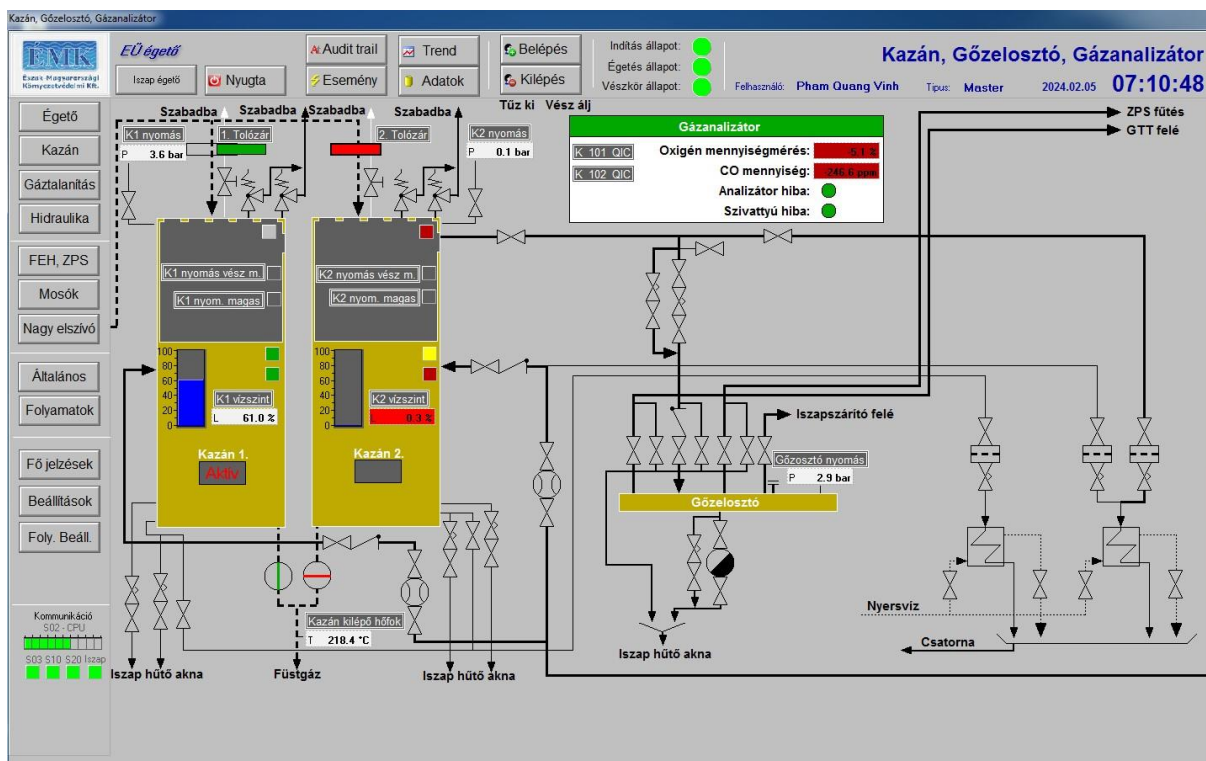 Kazán, Gőzelosztó, Gázanalizátor
ÉMK
Észak-Magyarországi
Környezetvédelmi Kft.
EÜ égető
Iszap égető
Nyugta
Audit trail
Esemény
Trend
Adatok
Belépés
Kilépés
Indítás állapot:
Égetés állapot:
Vészkör állapot:
Kazán, Gőzelosztó, Gázanalizátor
Felhasználó: Pham Quang Vinh Tipus: Master 2024.02.05 07:10:48
Égető
Kazán
Gáztalanítás
Hidraulika
FEH, ZPS
Mosók
Nagy elszívó
Általános
Folyamatok
Fő jelzések
Beállítások
Foly. Beáll.
Kommunikáció
S02 - CPU
S03 S10 S20 Iszap
Szabadba Szabadba Szabadba Szabadba
Tűz ki Vész álj
K1 nyomás
P 3.6 bar
1. Tolózár
2. Tolózár
K2 nyomás
P 0.1 bar
Gázanalizátor
K 101 QIC Oxigén mennyiségmérés: -5.1 %
K 102 QIC CO mennyiség: 246.6 ppm
Analizátor hiba:
Szivattyú hiba:
ZPS fűtés
GTT felé
K1 nyomás vész m.
K1 nyom. magas
K2 nyomás vész m.
K2 nyom. magas
100
80
60
40
20
0
K1 vízszint
L 61.0 %
Kazán 1.
Aktív
100
80
60
40
20
0
K2 vízszint
L 0.3 %
Kazán 2.
Iszapszárító felé
Gőzosztó nyomás
P 2.9 bar
Gőzelosztó
Kazán kilépő hőfok
T 218.4 °C
Iszap hűtő akna
Füstgáz
Iszap hűtő akna
Iszap hűtő akna
Nyersvíz
Csatorna